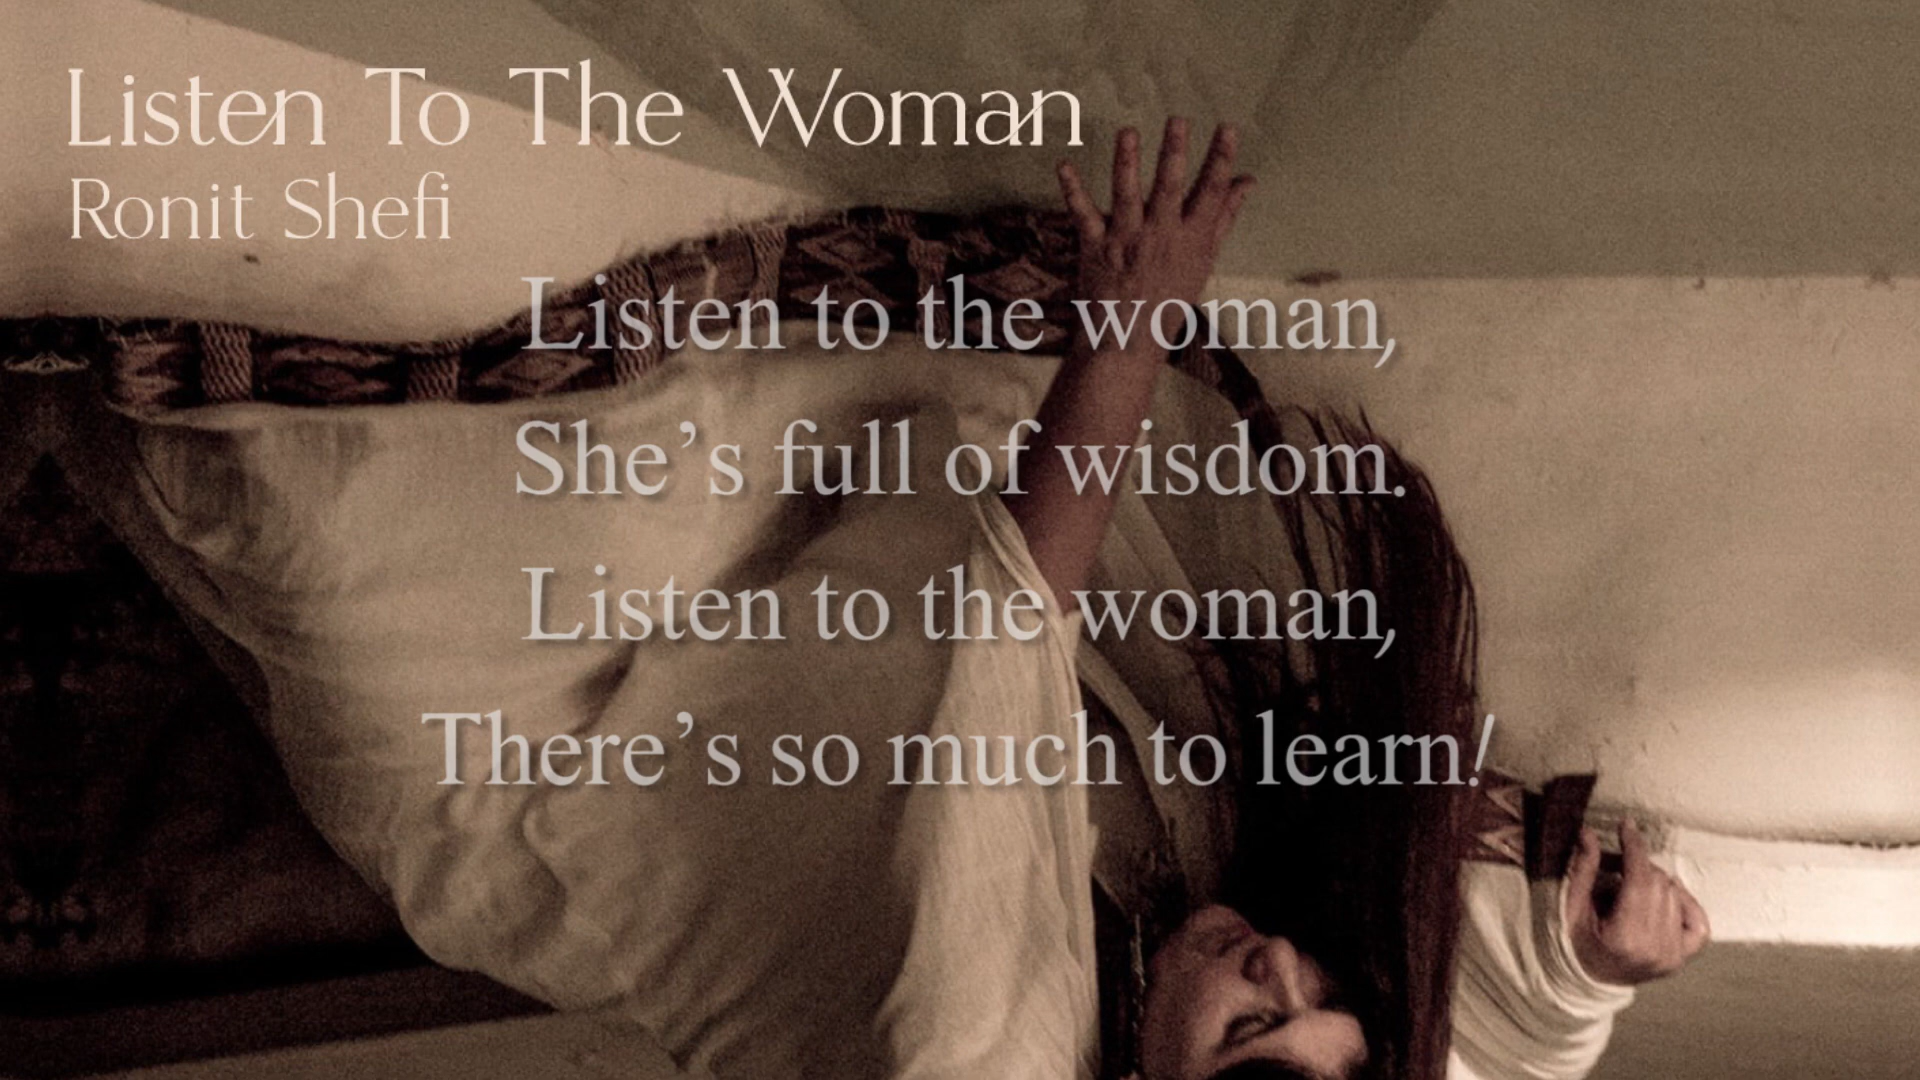 Listen To The Woman
Ronit Shefi
Listen to the woman,
She’s full of wisdom.
Listen to the woman,
There’s so much to learn!